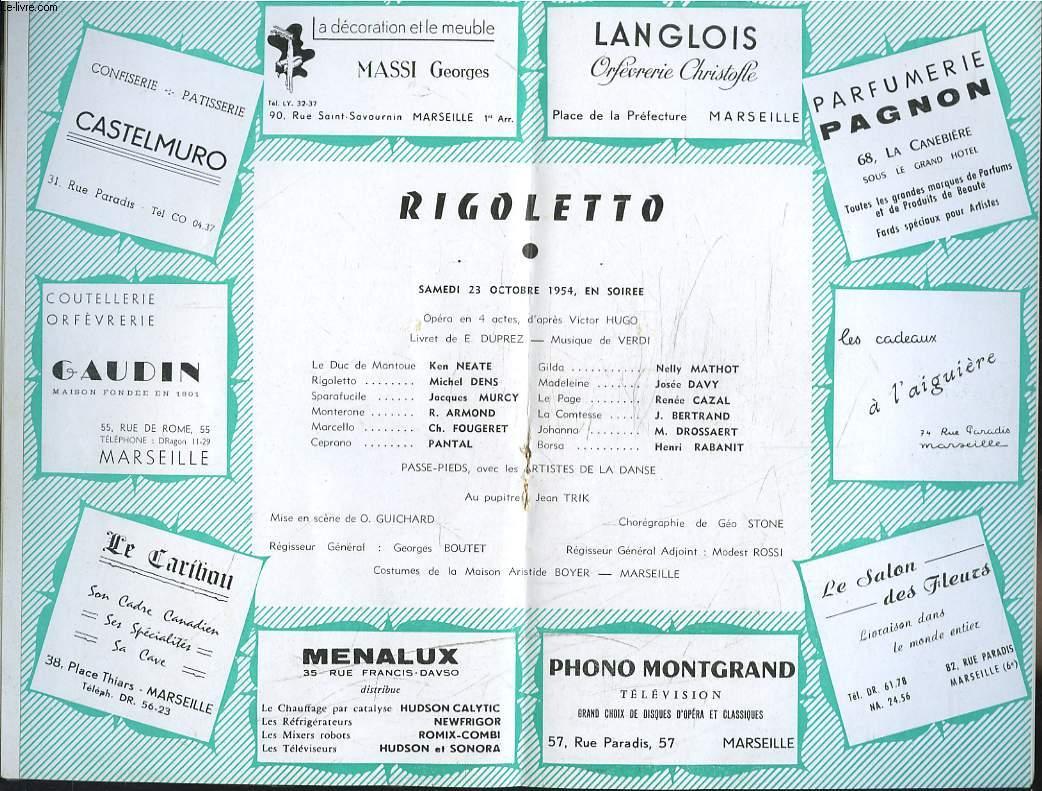 le-livre.com
La décoration et le meuble
MASSI Georges
Tél. LY. 32-37
90, Rue Saint-Savournin MARSEILLE 1er Arr.
LANGLOIS
Orfèvrerie Christofle
Place de la Préfecture MARSEILLE
CONFISERIE PATISSERIE
CASTELMURO
31, Rue Paradis - Tel CO 04.37
PARFUMERIE
PAGNON
68, LA CANEBIÈRE
SOUS LE GRAND HOTEL
Toutes les grandes marques de Parfums
et de Produits de Beauté
Fards spéciaux pour Artistes
RIGOLETTO
SAMEDI 23 OCTOBRE 1954, EN SOIREE
Opéra en 4 actes, d'après Victor HUGO
Livret de E. DUPREZ — Musique de VERDI
Le Duc de Mantoue Ken NEATE
Rigoletto ........ Michel DENS
Sparafucile ..... Jacques MURCY
Monterone ....... R. ARMOND
Marcello ........ Ch. FOUGERET
Ceprano ........ PANTAL
Gilda ............ Nelly MATHOT
Madeleine ........ Josée DAVY
Le Page ......... Renée CAZAL
La Comtesse ..... J. BERTRAND
Johanna ......... M. DROSSAERT
Borsa ........... Henri RABANIT
PASSE-PIEDS, avec les ARTISTES DE LA DANSE
Au pupitre Jean TRIK
Mise en scène de O. GUICHARD
Chorégraphie de Géo STONE
Régisseur Général : Georges BOUTET
Régisseur Général Adjoint : Modest ROSSI
Costumes de la Maison Aristide BOYER — MARSEILLE
COUTELLERIE
ORFÈVRERIE
GAUDIN
MAISON FONDÉE EN 1801
55, RUE DE ROME, 55
TÉLÉPHONE : DRagon 11-29
MARSEILLE
les cadeaux
à l'aiguière
74 Rue Paradis
marseille
Le Caribou
Son Cadre Canadien
Ses Spécialités
Sa Cave
38, Place Thiars - MARSEILLE
Téléph. DR. 56-23
MENALUX
35 - RUE FRANCIS-DAVSO
distribue
Le Chauffage par catalyse HUDSON CALYTIC
Les Réfrigérateurs NEWFRIGOR
Les Mixers robots ROMIX-COMBI
Les Téléviseurs HUDSON et SONORA
PHONO MONTGRAND
TÉLÉVISION
GRAND CHOIX DE DISQUES D'OPÉRA ET CLASSIQUES
57, Rue Paradis, 57 MARSEILLE
Le Salon
des Fleurs
Livraison dans
le monde entier
Tél. DR. 61.78
NA. 24.56
82, RUE PARADIS
MARSEILLE (6e)